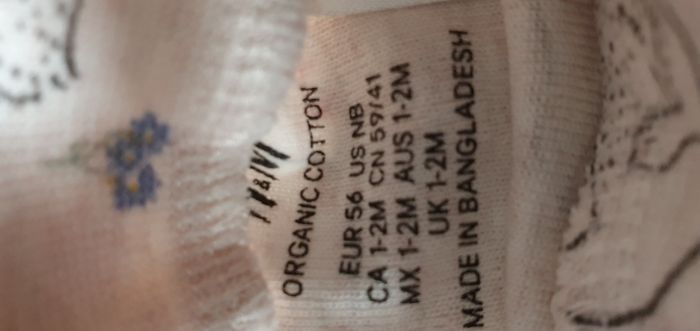 ORGANIC COTTON
EUR 56 US NB
CA 1-2M CN 59/41
MX 1-2M AUS 1-2M
UK 1-2M
MADE IN BANGLADESH